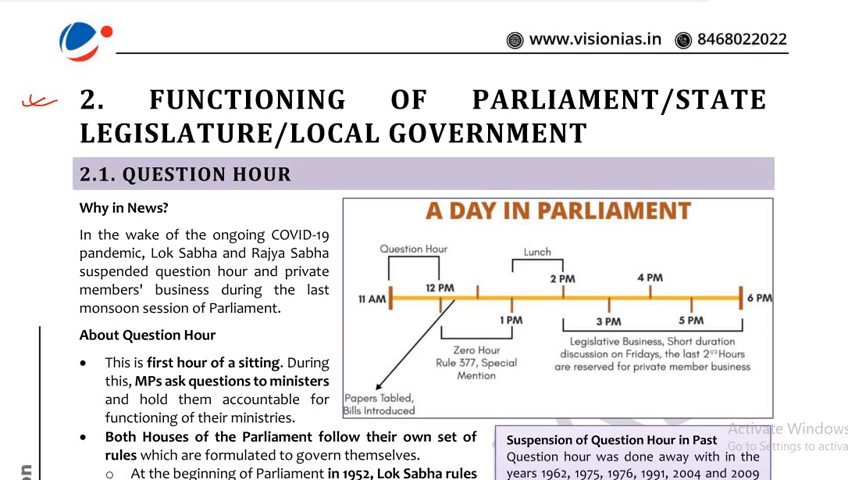 www.visionias.in 8468022022
2. FUNCTIONING OF PARLIAMENT/STATE
LEGISLATURE/LOCAL GOVERNMENT
2.1. QUESTION HOUR
Why in News?
In the wake of the ongoing COVID-19
pandemic, Lok Sabha and Rajya Sabha
suspended question hour and private
members' business during the last
monsoon session of Parliament.
About Question Hour
• This is first hour of a sitting. During
this, MPs ask questions to ministers
and hold them accountable for
functioning of their ministries.
• Both Houses of the Parliament follow their own set of
rules which are formulated to govern themselves.
o At the beginning of Parliament in 1952, Lok Sabha rules
A DAY IN PARLIAMENT
Question Hour
Lunch
12 PM
2 PM
4 PM
11 AM
6 PM
1 PM
3 PM
5 PM
Zero Hour
Rule 377, Special
Mention
Legislative Business, Short duration
discussion on Fridays, the last 2 1/2 Hours
are reserved for private member business
Papers Tabled,
Bills Introduced
Suspension of Question Hour in Past
Question hour was done away with in the
years 1962, 1975, 1976, 1991, 2004 and 2009
Activate Windows
Go to Settings to activa
on